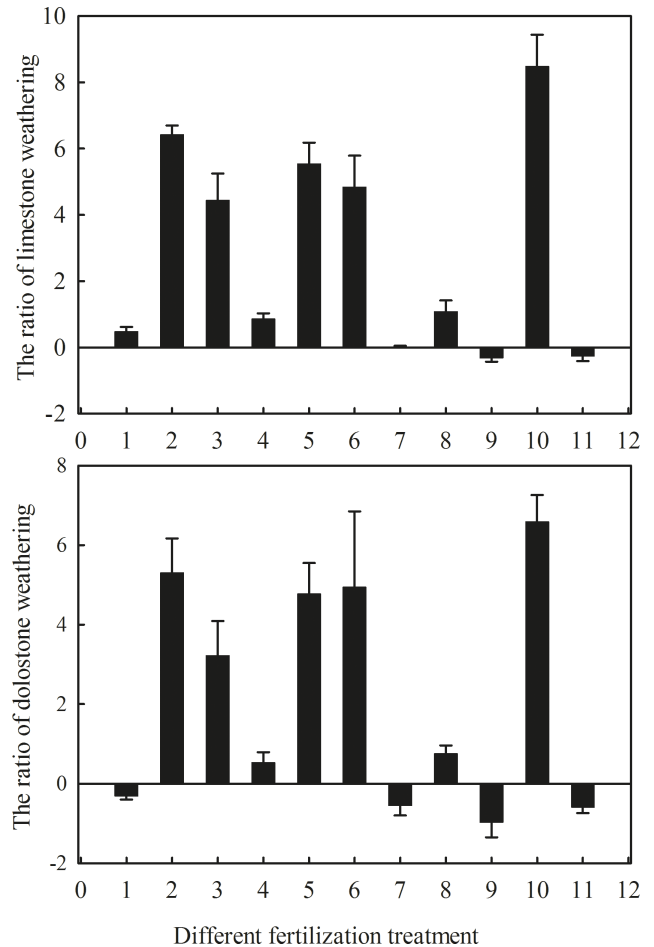 The ratio of limestone weathering
10
8
6
4
2
0
-2
0 1 2 3 4 5 6 7 8 9 10 11 12
The ratio of dolostone weathering
8
6
4
2
0
-2
0 1 2 3 4 5 6 7 8 9 10 11 12
Different fertilization treatment